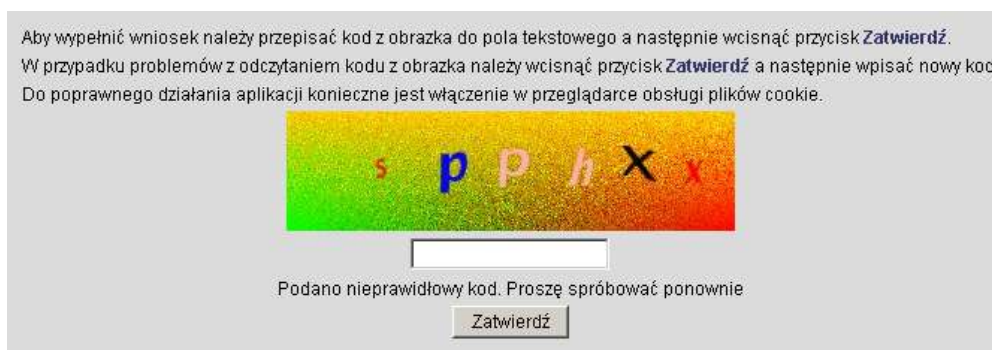 Aby wypełnić wniosek należy przepisać kod z obrazka do pola tekstowego a następnie wcisnąć przycisk Zatwierdź.
W przypadku problemów z odczytaniem kodu z obrazka należy wcisnąć przycisk Zatwierdź a następnie wpisać nowy koc
Do poprawnego działania aplikacji konieczne jest włączenie w przeglądarce obsługi plików cookie.
s p P h X X
Podano nieprawidłowy kod. Proszę spróbować ponownie
Zatwierdź